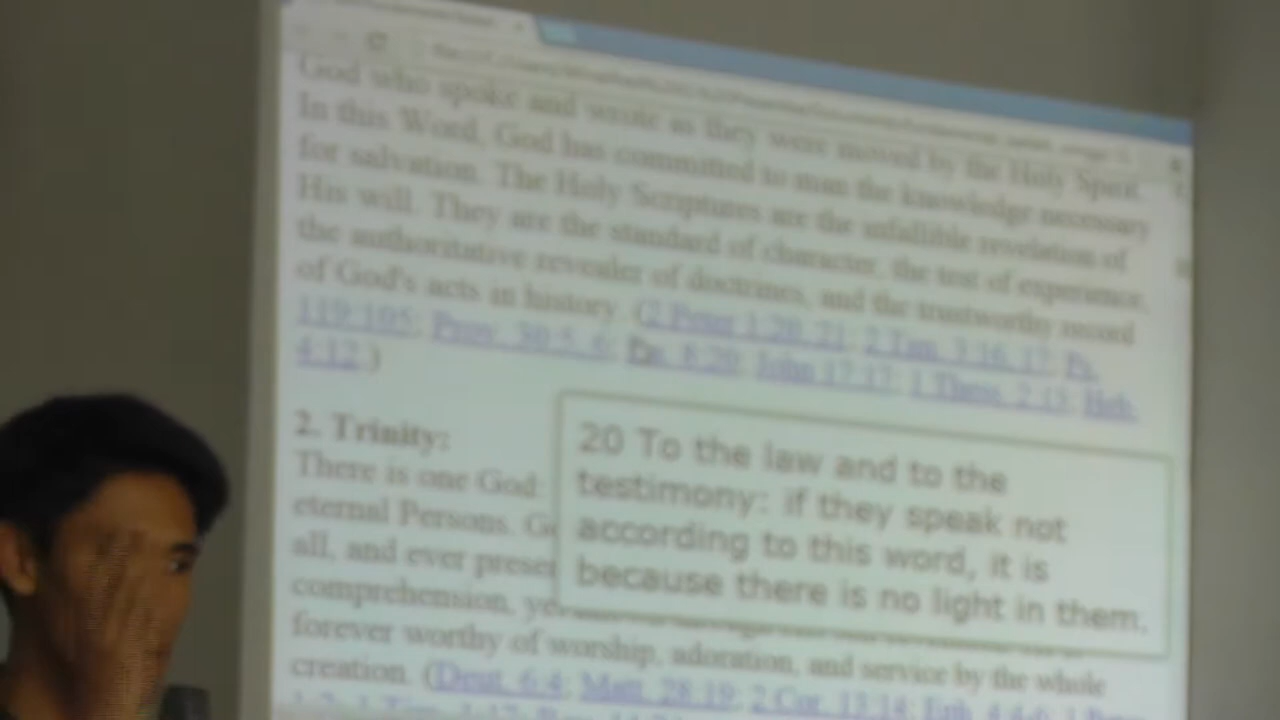 God who spoke and wrote as they were moved by the Holy Spirit.
In this Word, God has committed to man the knowledge necessary
for salvation. The Holy Scriptures are the infallible revelation of
His will. They are the standard of character, the test of experience,
the authoritative revealer of doctrines, and the trustworthy record
of God's acts in history. (2 Peter 1:20, 21; 2 Tim. 3:16, 17; Ps.
119:105; Prov. 30:5, 6; Isa. 8:20; John 17:17; 1 Thess. 2:13; Heb.
4:12.)
2. Trinity:
There is one God:
eternal Persons. Go
all, and ever presen
comprehension, ye
forever worthy of worship, adoration, and service by the whole
creation. (Deut. 6:4; Matt. 28:19; 2 Cor. 13:14; Eph. 4:4-6; 1 Pe
20 To the law and to the
testimony: if they speak not
according to this word, it is
because there is no light in them.